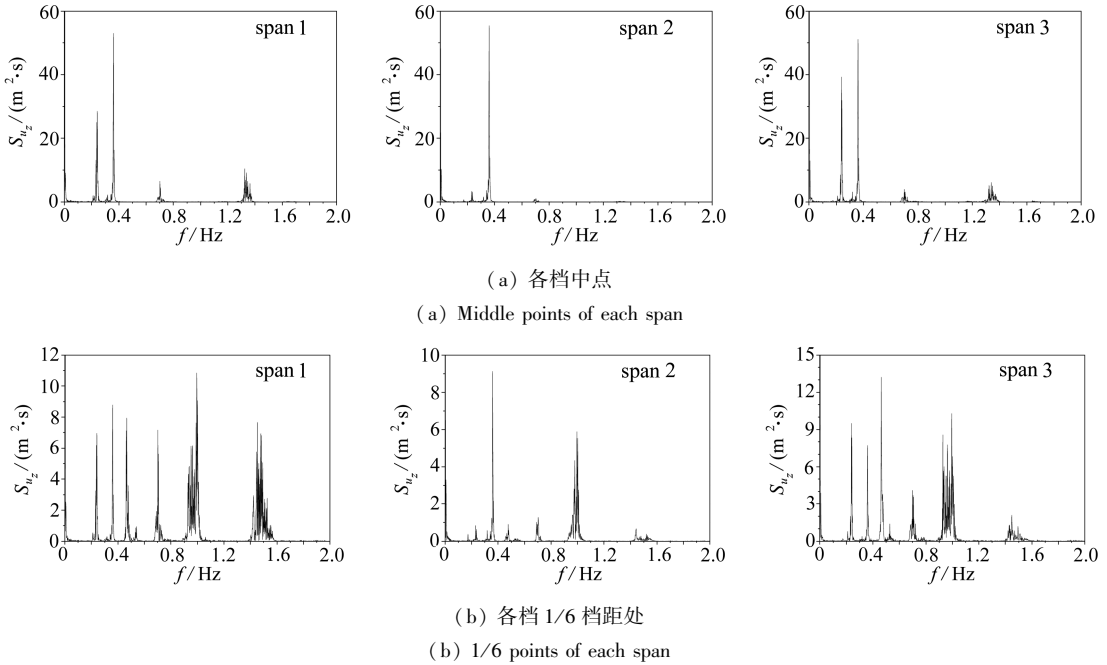 60
40
20
0
S_{u_z}/(m^2·s)
span 1
0 0.4 0.8 1.2 1.6 2.0
f/Hz
60
40
20
0
S_{u_z}/(m^2·s)
span 2
0 0.4 0.8 1.2 1.6 2.0
f/Hz
60
40
20
0
S_{u_z}/(m^2·s)
span 3
0 0.4 0.8 1.2 1.6 2.0
f/Hz
(a) 各档中点
(a) Middle points of each span
12
10
8
6
4
2
0
S_{u_z}/(m^2·s)
span 1
0 0.4 0.8 1.2 1.6 2.0
f/Hz
10
8
6
4
2
0
S_{u_z}/(m^2·s)
span 2
0 0.4 0.8 1.2 1.6 2.0
f/Hz
15
12
9
6
3
0
S_{u_z}/(m^2·s)
span 3
0 0.4 0.8 1.2 1.6 2.0
f/Hz
(b) 各档 1/6 档距处
(b) 1/6 points of each span